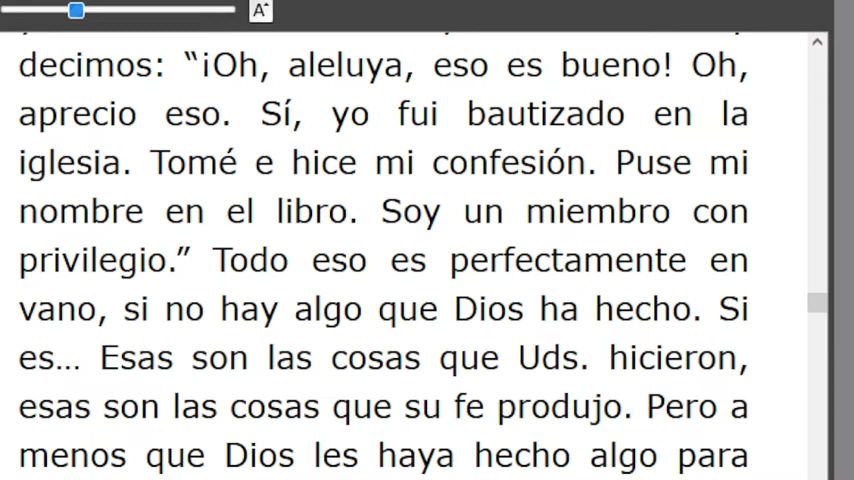 A
decimos: “¡Oh, aleluya, eso es bueno! Oh,
aprecio eso. Sí, yo fui bautizado en la
iglesia. Tomé e hice mi confesión. Puse mi
nombre en el libro. Soy un miembro con
privilegio.” Todo eso es perfectamente en
vano, si no hay algo que Dios ha hecho. Si
es… Esas son las cosas que Uds. hicieron,
esas son las cosas que su fe produjo. Pero a
menos que Dios les haya hecho algo para